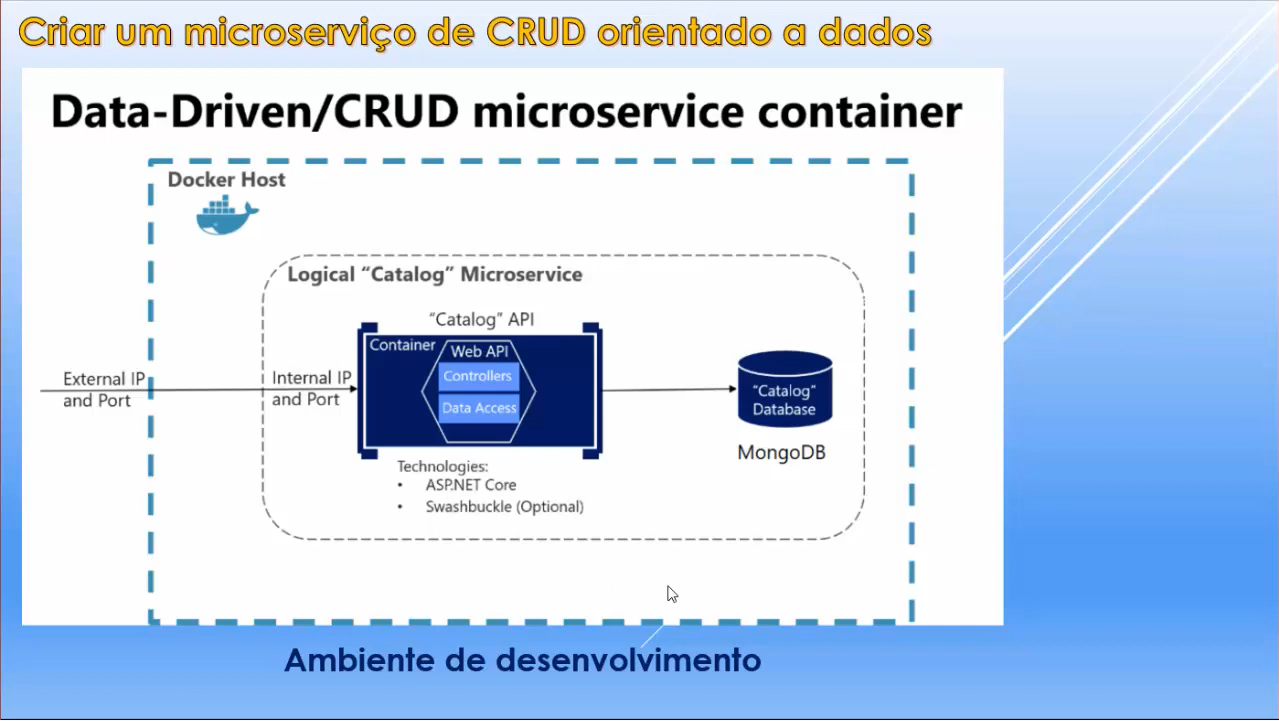 Criar um microserviço de CRUD orientado a dados
Data-Driven/CRUD microservice container
Docker Host
Logical “Catalog” Microservice
“Catalog” API
Container
Web API
Controllers
Data Access
External IP
and Port
Internal IP
and Port
“Catalog”
Database
MongoDB
Technologies:
• ASP.NET Core
• Swashbuckle (Optional)
Ambiente de desenvolvimento